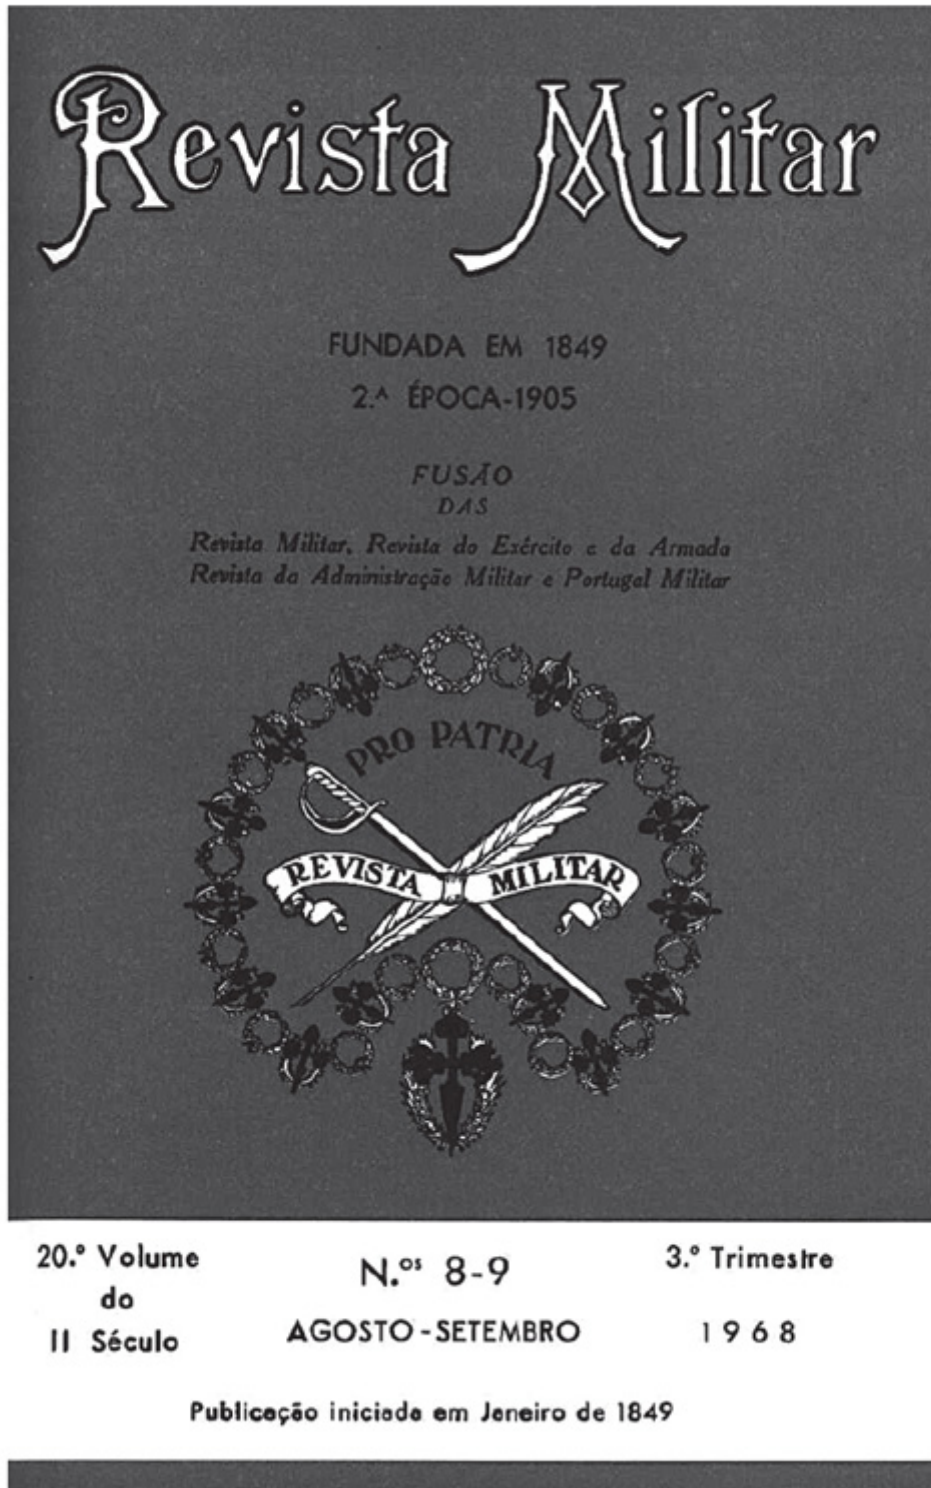 Revista Militar
FUNDADA EM 1849
2.ᴬ ÉPOCA-1905
FUSÃO
DAS
Revista Militar, Revista do Exército e da Armada
Revista da Administração Militar e Portugal Militar
PRO PATRIA
REVISTA MILITAR
20.º Volume
do
II Século
N.ºˢ 8-9
AGOSTO-SETEMBRO
3.º Trimestre
1968
Publicação iniciada em Janeiro de 1849